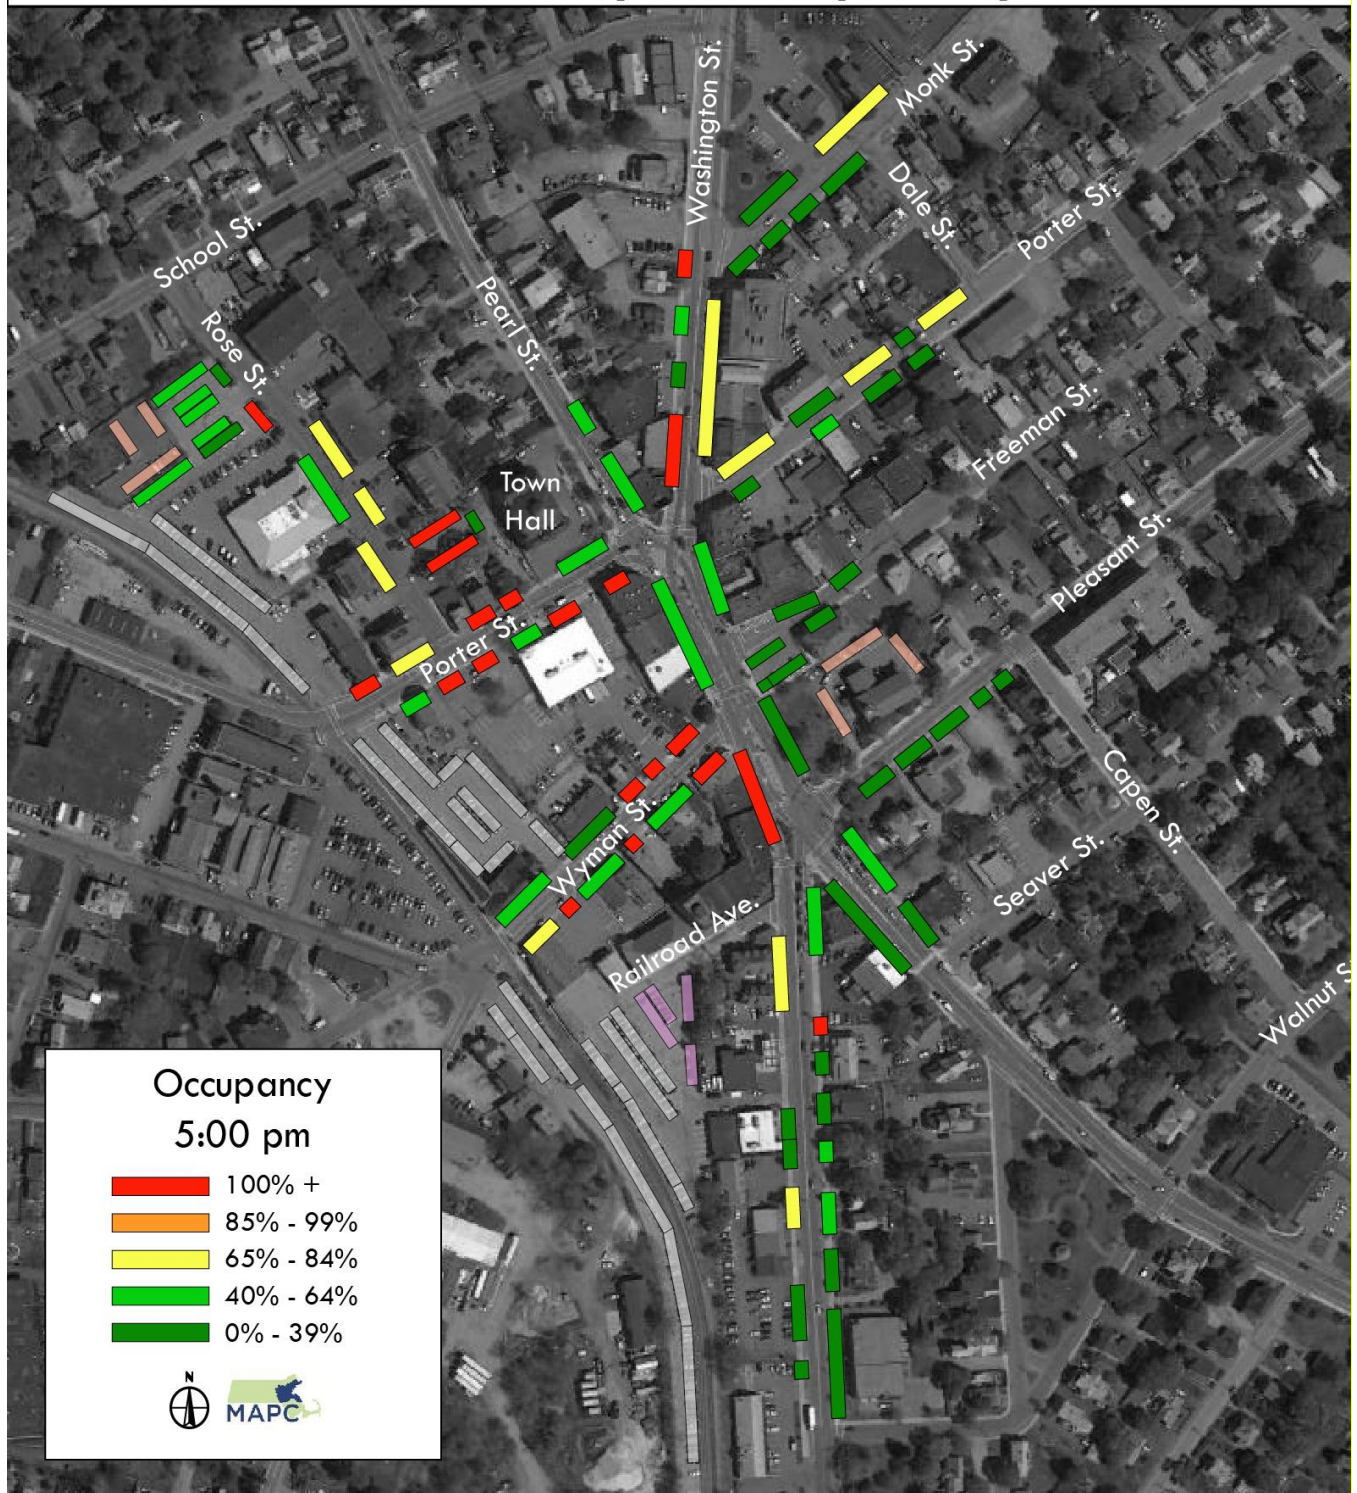 Washington St.
Monk St.
Dale St.
Porter St.
School St.
Pearl St.
Rose St.
Freeman St.
Town
Hall
Pleasant St.
Porter St.
Capen St.
Wyman St.
Seaver St.
Railroad Ave.
Walnut S
Occupancy
5:00 pm
100% +
85% - 99%
65% - 84%
40% - 64%
0% - 39%
N
MAPC